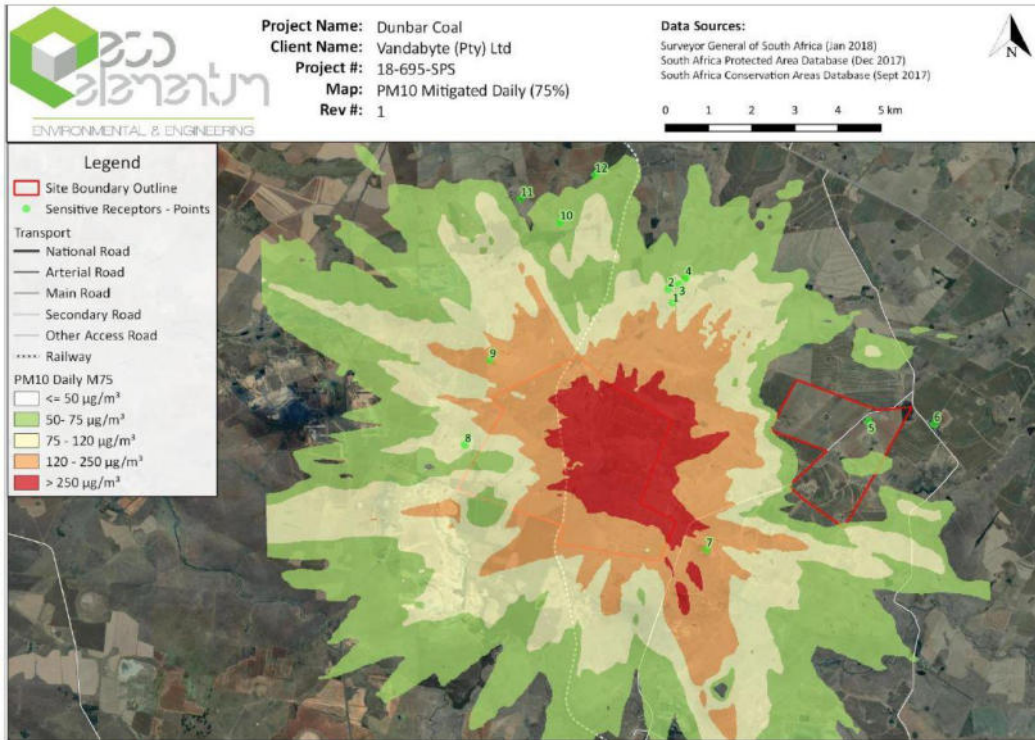 eco
elementum
ENVIRONMENTAL & ENGINEERING
Project Name: Dunbar Coal
Client Name: Vandabyte (Pty) Ltd
Project #: 18-695-SPS
Map: PM10 Mitigated Daily (75%)
Rev #: 1
Data Sources:
Surveyor General of South Africa (Jan 2018)
South Africa Protected Area Database (Dec 2017)
South Africa Conservation Areas Database (Sept 2017)
0 1 2 3 4 5 km
N
Legend
Site Boundary Outline
Sensitive Receptors - Points
Transport
National Road
Arterial Road
Main Road
Secondary Road
Other Access Road
Railway
PM10 Daily M75
<= 50 µg/m³
50- 75 µg/m³
75 - 120 µg/m³
120 - 250 µg/m³
> 250 µg/m³
12
11
10
4
2
3
1
9
5
6
8
7